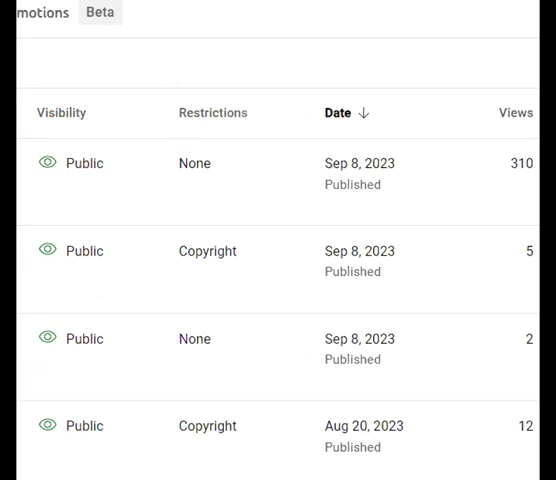 motions Beta
Visibility Restrictions Date ↓ Views
Public None Sep 8, 2023 310
Published
Public Copyright Sep 8, 2023 5
Published
Public None Sep 8, 2023 2
Published
Public Copyright Aug 20, 2023 12
Published